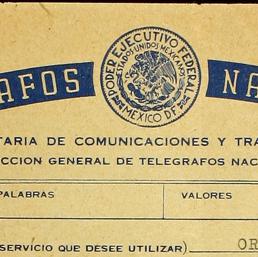 PODER EJECUTIVO FEDERAL
ESTADOS UNIDOS MEXICANOS
MEXICO D.F.
AFOS NA
TARIA DE COMUNICACIONES Y TRA
CCION GENERAL DE TELEGRAFOS NAC
PALABRAS VALORES
SERVICIO QUE DESEE UTILIZAR) OR